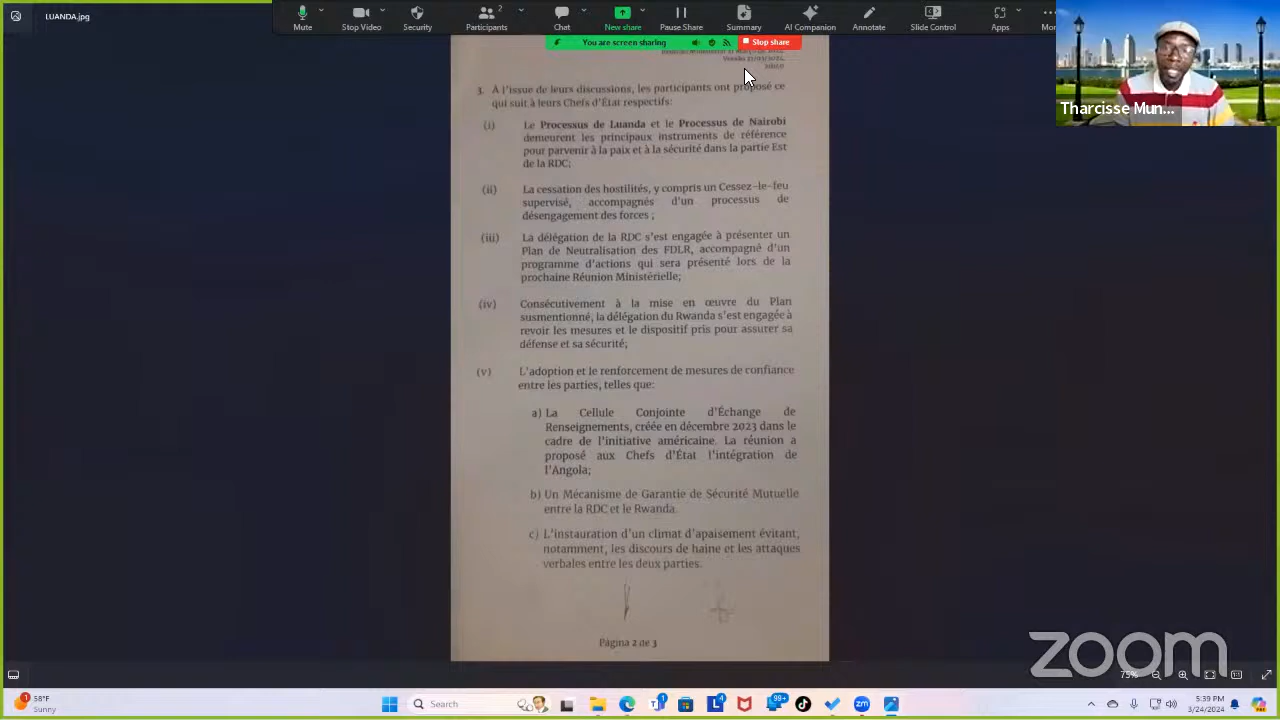 LUANDA.jpg
Mute
Stop Video
Security
Participants
2
Chat
New share
Pause Share
Summary
AI Companion
Annotate
Slide Control
Apps
You are screen sharing
Stop share
Tharcisse Mun...
3. À l'issue de leurs discussions, les participants ont proposé ce
qui suit à leurs Chefs d'État respectifs:
(i) Le Processus de Luanda et le Processus de Nairobi
demeurent les principaux instruments de référence
pour parvenir à la paix et à la sécurité dans la partie Est
de la RDC;
(ii) La cessation des hostilités, y compris un Cessez-le-feu
supervisé, accompagnés d'un processus de
désengagement des forces ;
(iii) La délégation de la RDC s'est engagée à présenter un
Plan de Neutralisation des FDLR, accompagné d'un
programme d'actions qui sera présenté lors de la
prochaine Réunion Ministérielle;
(iv) Consécutivement à la mise en œuvre du Plan
susmentionné, la délégation du Rwanda s'est engagée à
revoir les mesures et le dispositif pris pour assurer sa
défense et sa sécurité;
(v) L'adoption et le renforcement de mesures de confiance
entre les parties, telles que:
a) La Cellule Conjointe d'Échange de
Renseignements, créée en décembre 2023 dans le
cadre de l'initiative américaine. La réunion a
proposé aux Chefs d'État l'intégration de
l'Angola;
b) Un Mécanisme de Garantie de Sécurité Mutuelle
entre la RDC et le Rwanda.
c) L'instauration d'un climat d'apaisement évitant,
notamment, les discours de haine et les attaques
verbales entre les deux parties.
Página 2 de 3
zoom
75%
58°F
Sunny
Search
99+
5:39 PM
3/24/2024